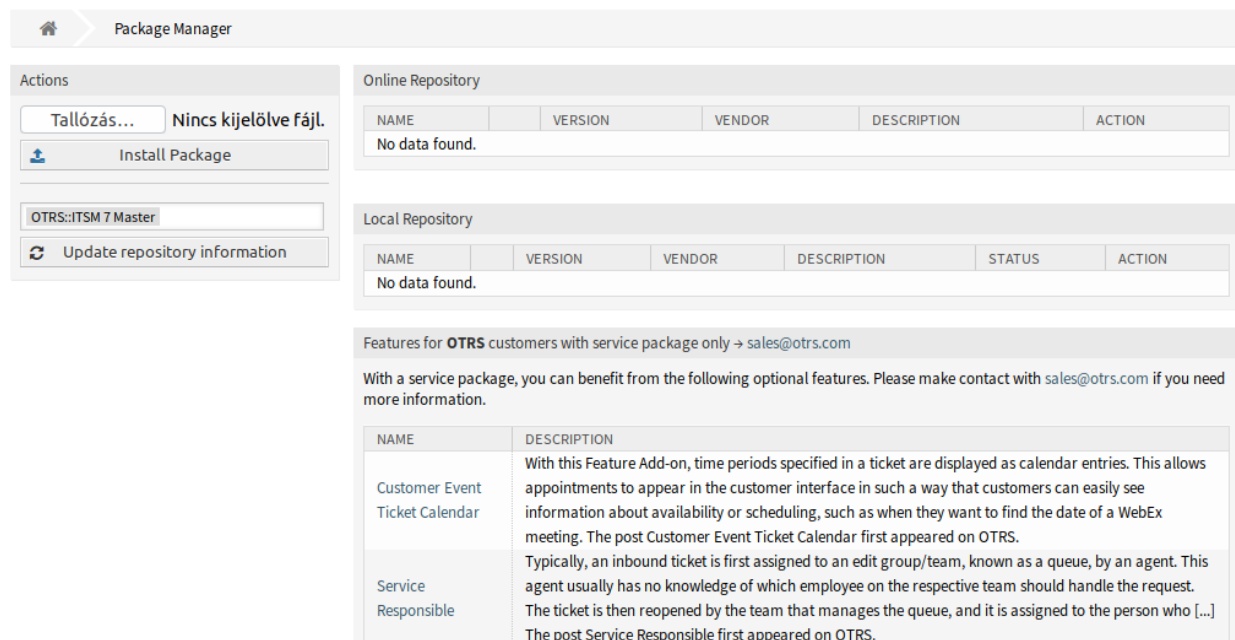 Package Manager
Actions
Tallózás... Nincs kijelölve fájl.
Install Package
OTRS::ITSM 7 Master
Update repository information
Online Repository
NAME VERSION VENDOR DESCRIPTION ACTION
No data found.
Local Repository
NAME VERSION VENDOR DESCRIPTION STATUS ACTION
No data found.
Features for OTRS customers with service package only → sales@otrs.com
With a service package, you can benefit from the following optional features. Please make contact with sales@otrs.com if you need
more information.
NAME DESCRIPTION
Customer Event
Ticket Calendar
With this Feature Add-on, time periods specified in a ticket are displayed as calendar entries. This allows
appointments to appear in the customer interface in such a way that customers can easily see
information about availability or scheduling, such as when they want to find the date of a WebEx
meeting. The post Customer Event Ticket Calendar first appeared on OTRS.
Service
Responsible
Typically, an inbound ticket is first assigned to an edit group/team, known as a queue, by an agent. This
agent usually has no knowledge of which employee on the respective team should handle the request.
The ticket is then reopened by the team that manages the queue, and it is assigned to the person who [...]
The post Service Responsible first appeared on OTRS.